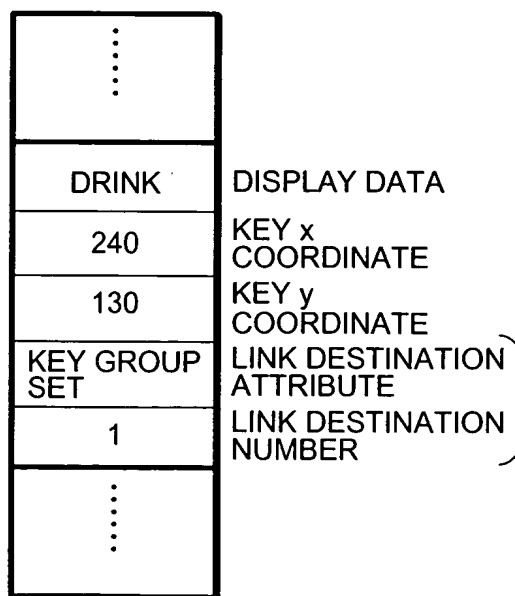 DRINK DISPLAY DATA
240 KEY x
COORDINATE
130 KEY y
COORDINATE
KEY GROUP LINK DESTINATION
SET ATTRIBUTE
1 LINK DESTINATION
NUMBER